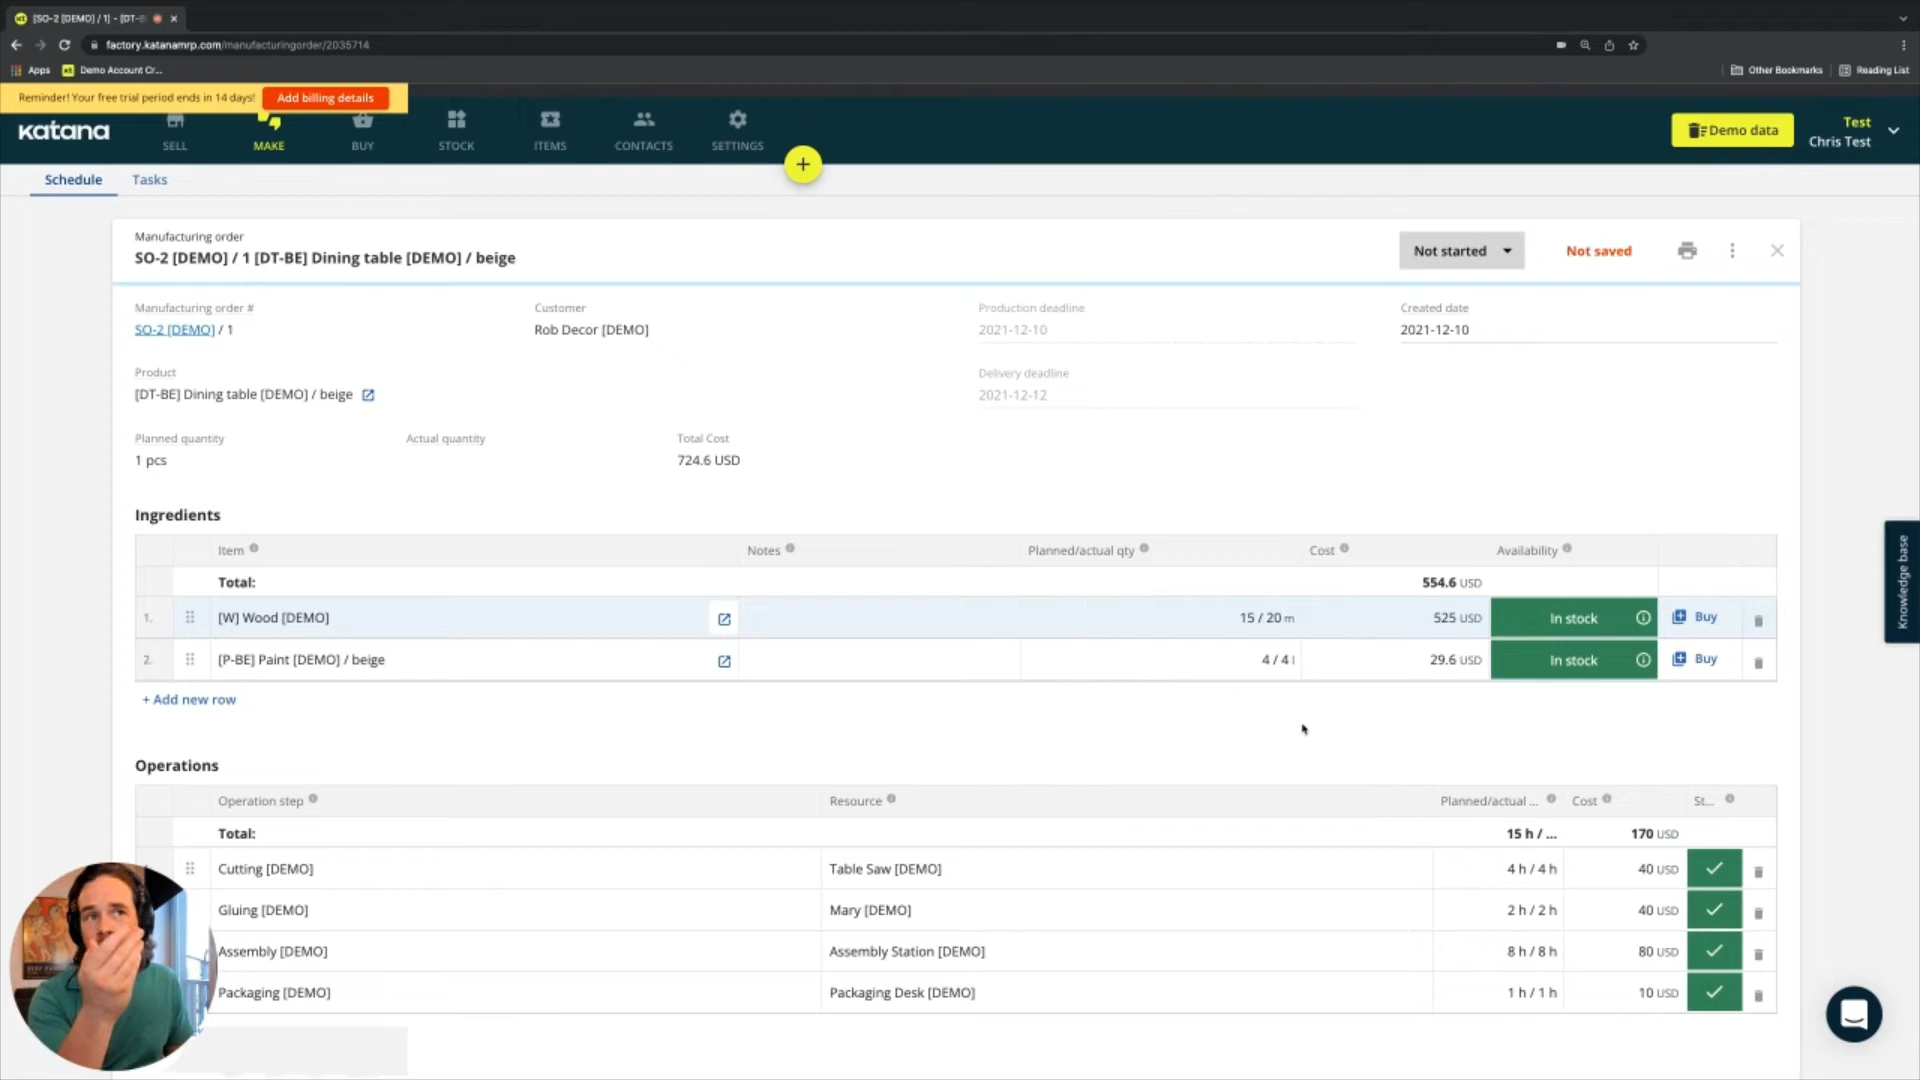 [SO-2 [DEMO] / 1] - [DT-B
factory.katanamrp.com/manufacturingorder/2035714
Apps
Demo Account Cr...
Other Bookmarks
Reading List
Reminder! Your free trial period ends in 14 days!
Add billing details
katana
SELL
MAKE
BUY
STOCK
ITEMS
CONTACTS
SETTINGS
+
Demo data
Test
Chris Test
Schedule
Tasks
Manufacturing order
SO-2 [DEMO] / 1 [DT-BE] Dining table [DEMO] / beige
Not started
Not saved
Manufacturing order #
SO-2 [DEMO] / 1
Customer
Rob Decor [DEMO]
Production deadline
2021-12-10
Created date
2021-12-10
Product
[DT-BE] Dining table [DEMO] / beige
Delivery deadline
2021-12-12
Planned quantity
1 pcs
Actual quantity
Total Cost
724.6 USD
Ingredients
Item Notes Planned/actual qty Cost Availability
Total: 554.6 USD
1. [W] Wood [DEMO] 15 / 20 m 525 USD In stock Buy
2. [P-BE] Paint [DEMO] / beige 4 / 4 l 29.6 USD In stock Buy
+ Add new row
Knowledge base
Operations
Operation step Resource Planned/actual ... Cost St...
Total: 15 h / ... 170 USD
Cutting [DEMO] Table Saw [DEMO] 4 h / 4 h 40 USD
Gluing [DEMO] Mary [DEMO] 2 h / 2 h 40 USD
Assembly [DEMO] Assembly Station [DEMO] 8 h / 8 h 80 USD
Packaging [DEMO] Packaging Desk [DEMO] 1 h / 1 h 10 USD